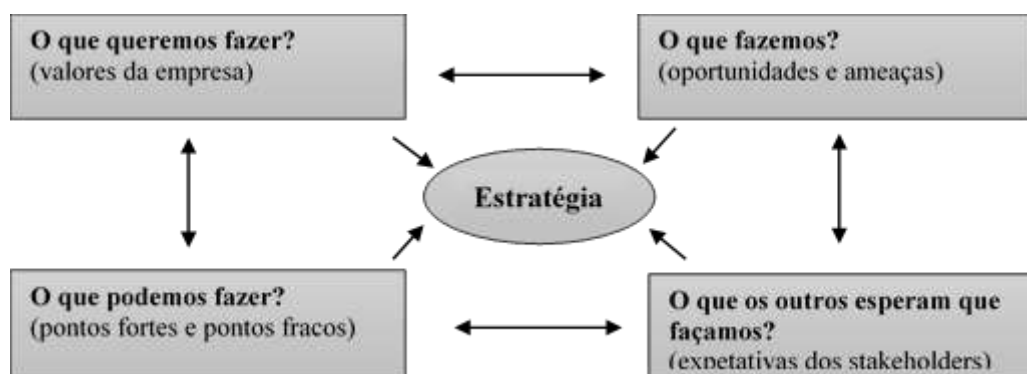 O que queremos fazer?
(valores da empresa)
O que fazemos?
(oportunidades e ameaças)
Estratégia
O que podemos fazer?
(pontos fortes e pontos fracos)
O que os outros esperam que
façamos?
(expetativas dos stakeholders)